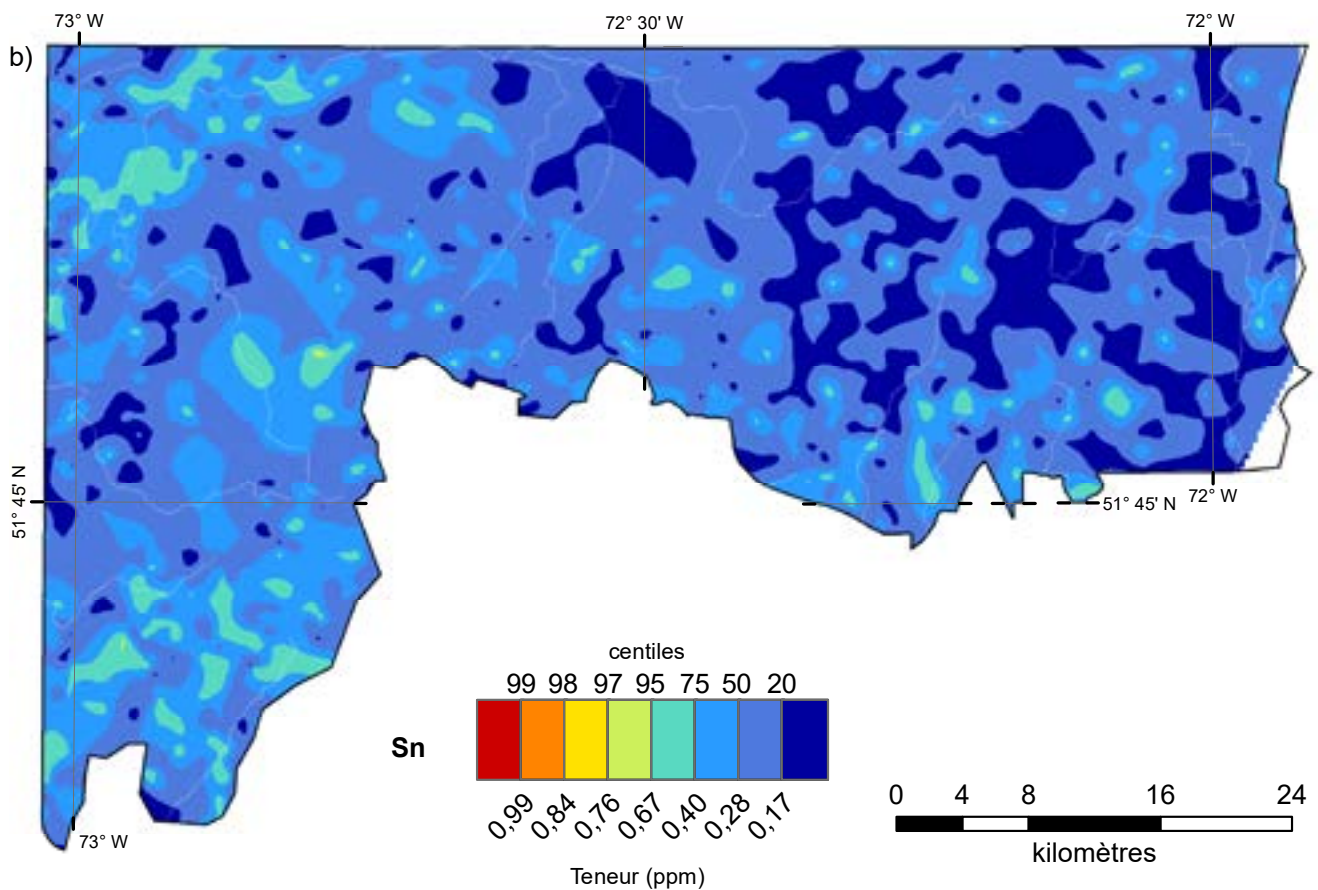 73° W
72° 30' W
72° W
b)
51° 45' N
72° W
51° 45' N
centiles
99 98 97 95 75 50 20
Sn
0,99 0,84 0,76 0,67 0,40 0,28 0,17
Teneur (ppm)
0 4 8 16 24
kilomètres
73° W